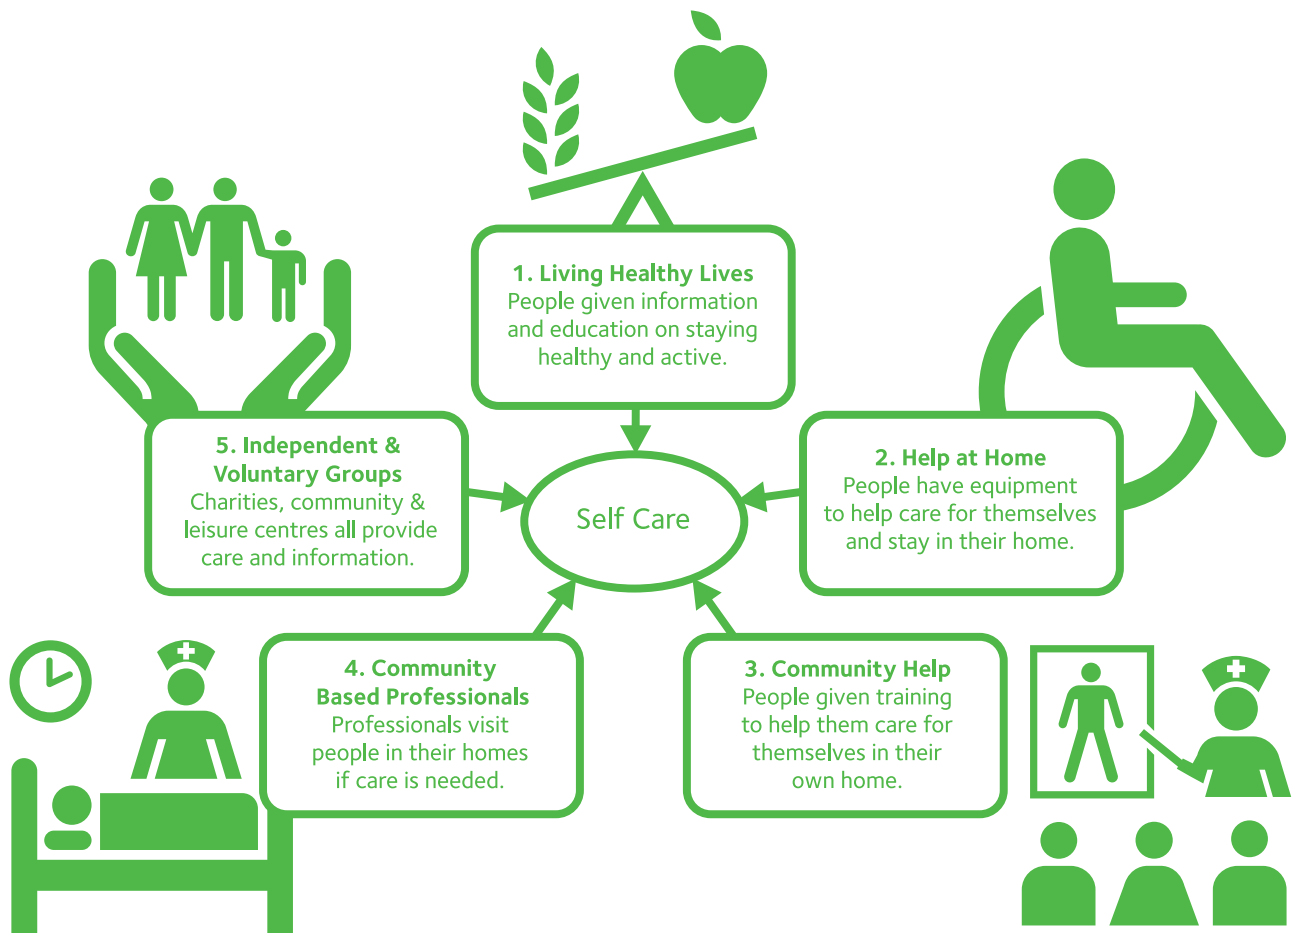 1. Living Healthy Lives
People given information
and education on staying
healthy and active.
2. Help at Home
People have equipment
to help care for themselves
and stay in their home.
3. Community Help
People given training
to help them care for
themselves in their
own home.
4. Community
Based Professionals
Professionals visit
people in their homes
if care is needed.
5. Independent &
Voluntary Groups
Charities, community &
leisure centres all provide
care and information.
Self Care